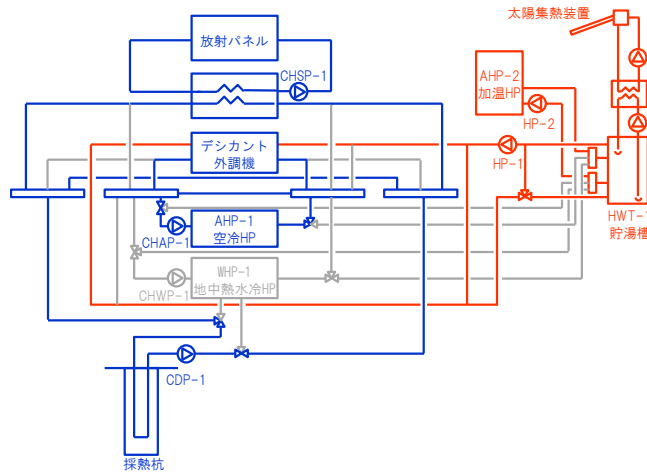 太陽集熱装置
放射パネル
CHSP-1
AHP-2
加温HP
HP-2
デシカント
外調機
HP-1
AHP-1
空冷HP
CHAP-1
HWT-1
貯湯槽
WHP-1
地中熱水冷HP
CHWP-1
CDP-1
採熱杭